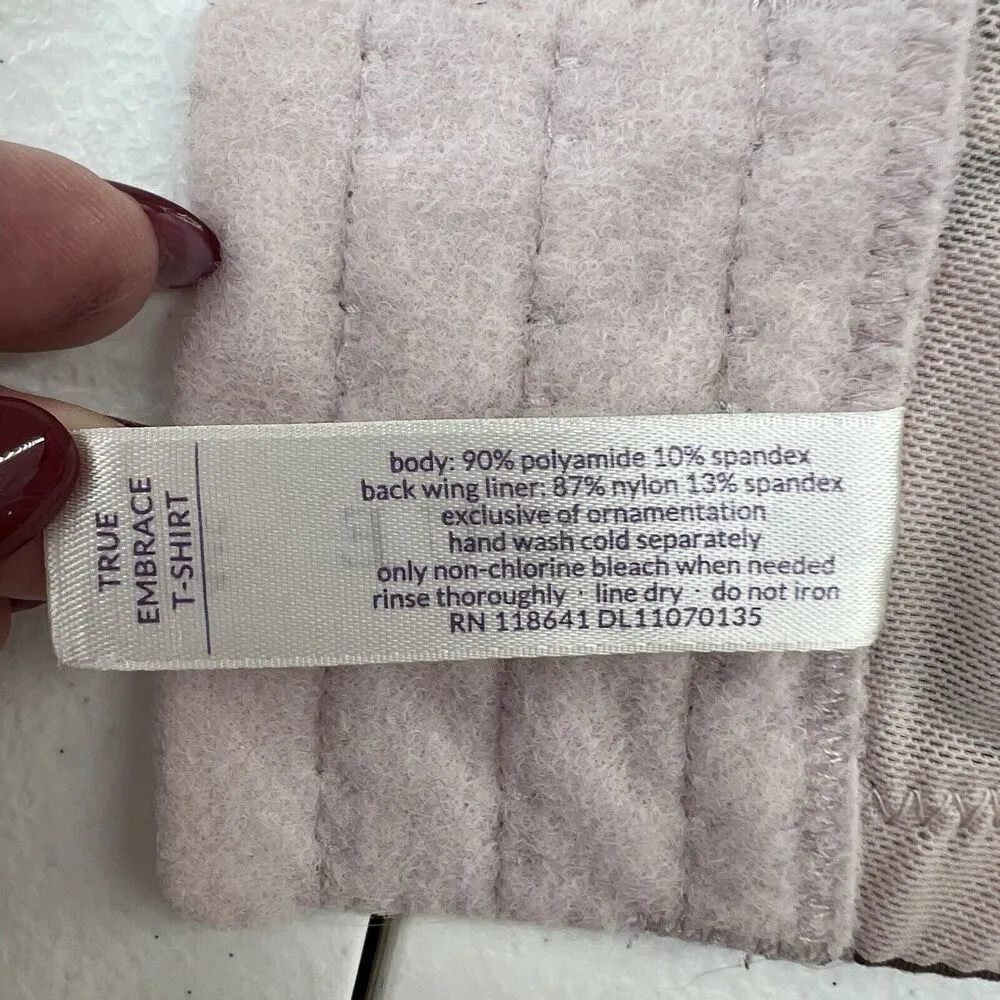 TRUE
EMBRACE
T-SHIRT
body: 90% polyamide 10% spandex
back wing liner: 87% nylon 13% spandex
exclusive of ornamentation
hand wash cold separately
only non-chlorine bleach when needed
rinse thoroughly · line dry · do not iron
RN 118641 DL11070135